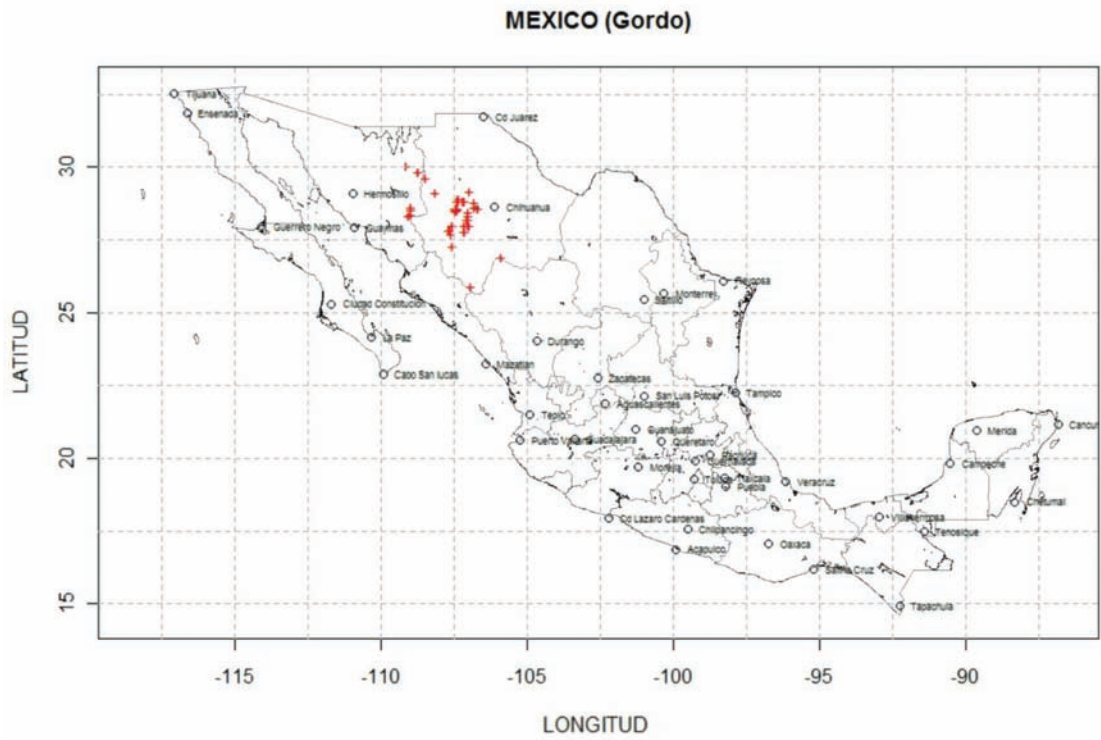 MEXICO (Gordo)
Tijuana
Ensenada
Cd Juarez
30
Hermosillo
Chihuahua
Guerrero Negro
Guaymas
Reynosa
Monterrey
Saltillo
25
Ciudad Constitucion
La Paz
Durango
Mazatlan
Cabo San lucas
Zacatecas
San Luis Potosi
Tampico
Aguascalientes
Tepic
Cancun
Guanajuato
Merida
Puerto Vallarta
Guadalajara
Queretaro
Pachuca
20
Morelia
Campeche
Toluca
Tlaxcala
Puebla
Veracruz
Chetumal
Cd Lazaro Cardenas
Villahermosa
Chilpancingo
Tenosique
Oaxaca
Acapulco
Salina Cruz
15
Tapachula
LATITUD
-115
-110
-105
-100
-95
-90
LONGITUD